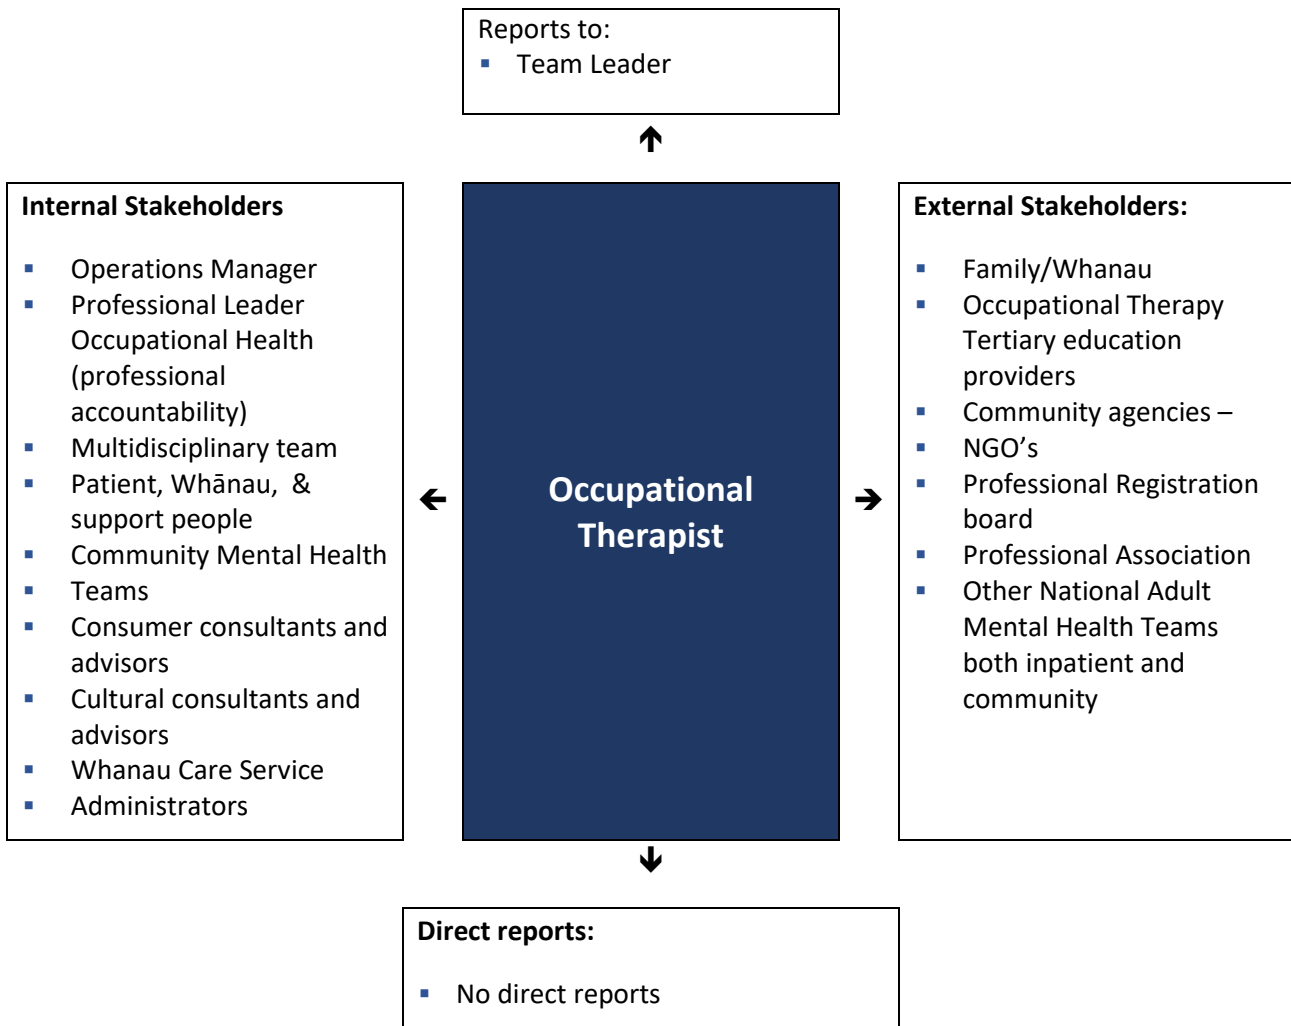 Reports to:
▪ Team Leader
Internal Stakeholders
▪ Operations Manager
▪ Professional Leader
Occupational Health
(professional
accountability)
▪ Multidisciplinary team
▪ Patient, Whānau, &
support people
▪ Community Mental Health
▪ Teams
▪ Consumer consultants and
advisors
▪ Cultural consultants and
advisors
▪ Whanau Care Service
▪ Administrators
Occupational
Therapist
External Stakeholders:
▪ Family/Whanau
▪ Occupational Therapy
Tertiary education
providers
▪ Community agencies –
▪ NGO’s
▪ Professional Registration
board
▪ Professional Association
▪ Other National Adult
Mental Health Teams
both inpatient and
community
Direct reports:
▪ No direct reports